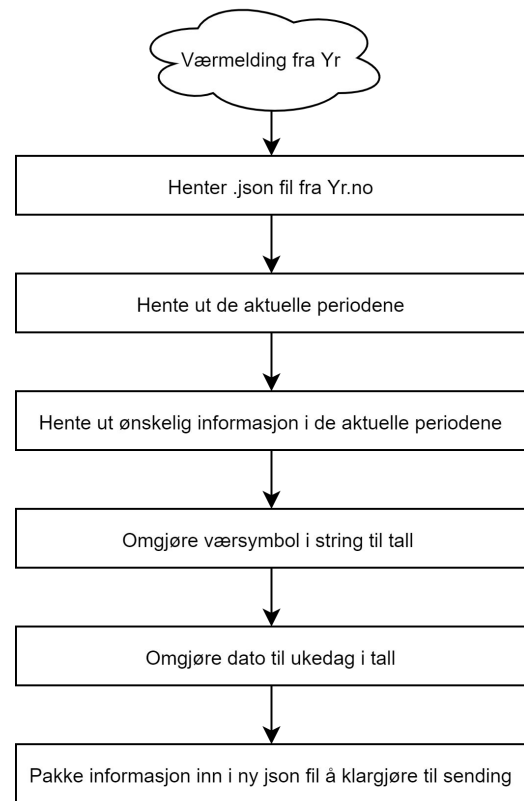 Værmelding fra Yr
Henter .json fil fra Yr.no
Hente ut de aktuelle periodene
Hente ut ønskelig informasjon i de aktuelle periodene
Omgjøre værsymbol i string til tall
Omgjøre dato til ukedag i tall
Pakke informasjon inn i ny json fil å klargjøre til sending